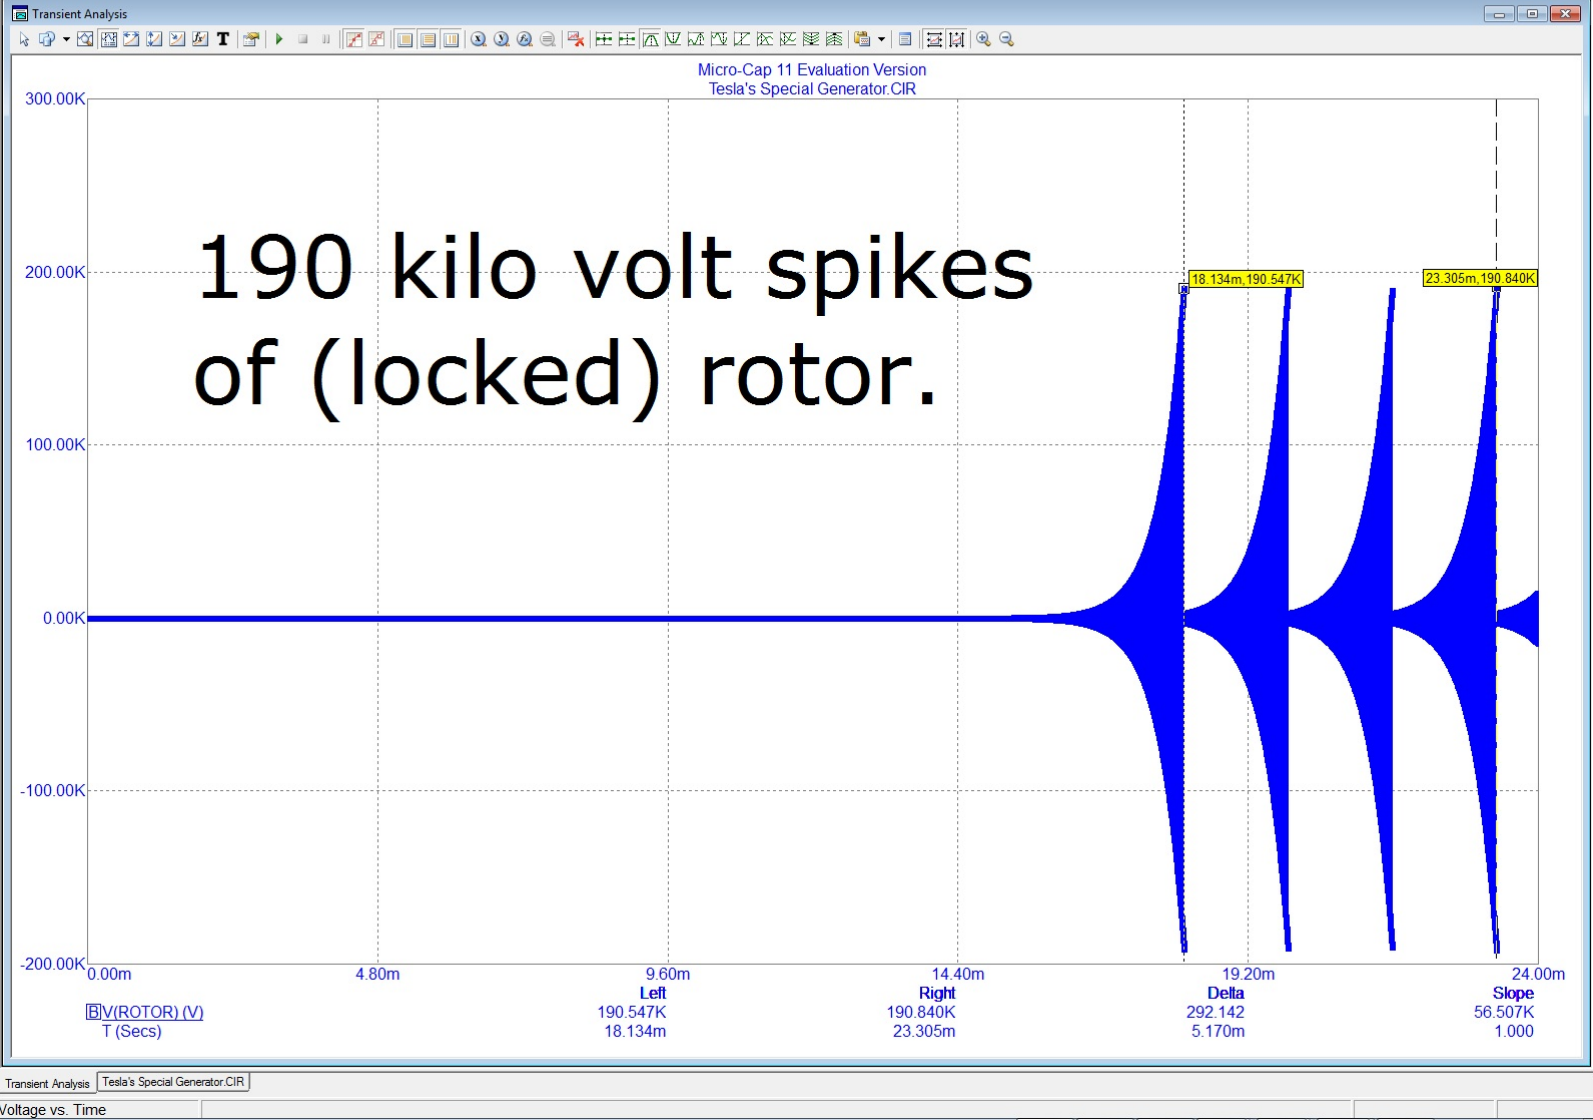 Transient Analysis
Micro-Cap 11 Evaluation Version
Tesla's Special Generator.CIR
300.00K
200.00K
100.00K
0.00K
-100.00K
-200.00K
190 kilo volt spikes
of (locked) rotor.
18.134m,190.547K
23.305m,190.840K
0.00m 4.80m 9.60m 14.40m 19.20m 24.00m
Left Right Delta Slope
B V(ROTOR) (V) 190.547K 190.840K 292.142 56.507K
T (Secs) 18.134m 23.305m 5.170m 1.000
Transient Analysis Tesla's Special Generator.CIR
Voltage vs. Time